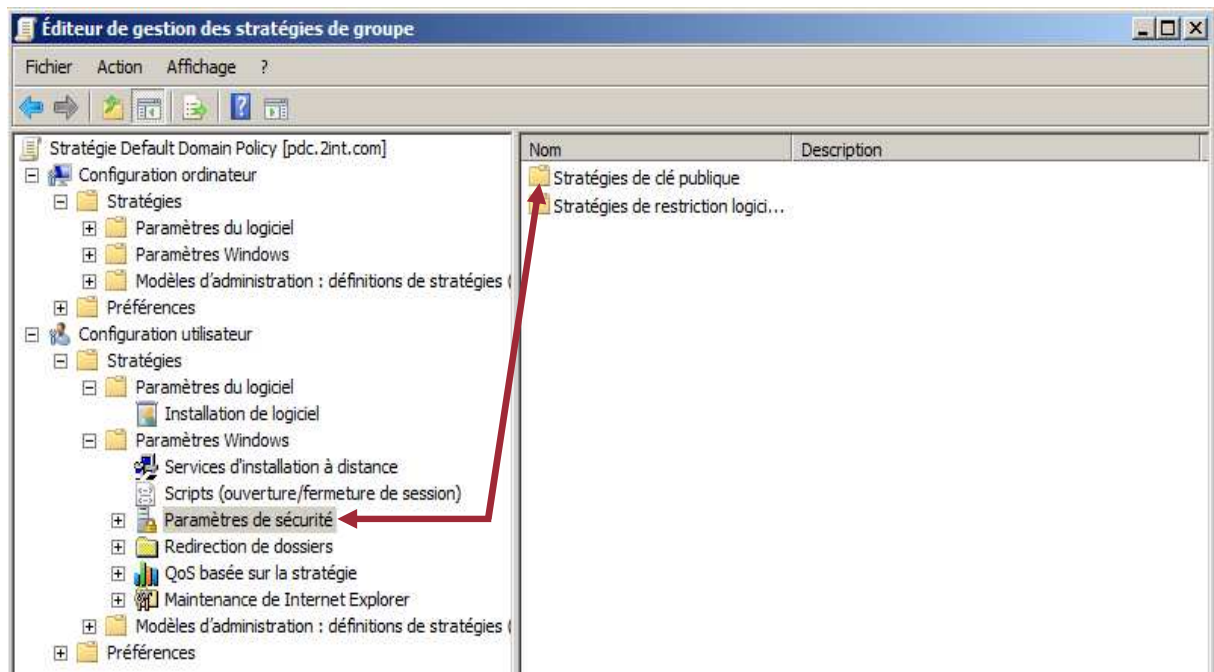 Éditeur de gestion des stratégies de groupe
Fichier Action Affichage ?
Stratégie Default Domain Policy [pdc.2int.com]
Configuration ordinateur
Stratégies
Paramètres du logiciel
Paramètres Windows
Modèles d'administration : définitions de stratégies (
Préférences
Configuration utilisateur
Stratégies
Paramètres du logiciel
Installation de logiciel
Paramètres Windows
Services d'installation à distance
Scripts (ouverture/fermeture de session)
Paramètres de sécurité
Redirection de dossiers
QoS basée sur la stratégie
Maintenance de Internet Explorer
Modèles d'administration : définitions de stratégies (
Préférences
Nom Description
Stratégies de clé publique
Stratégies de restriction logici...